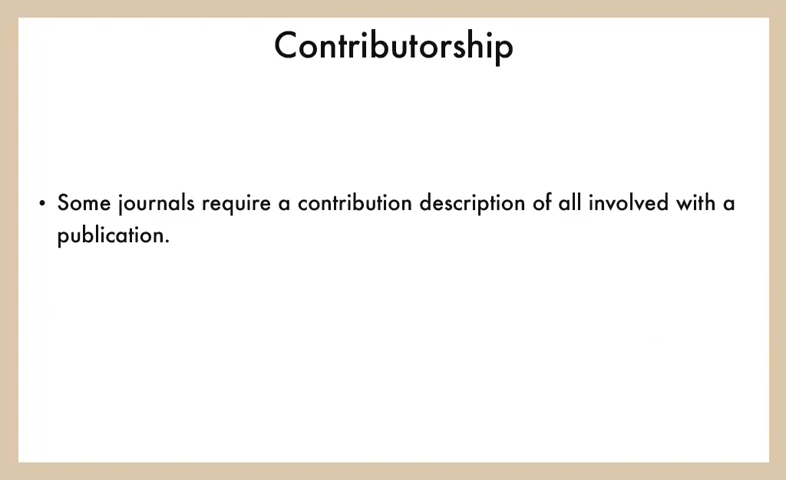 Contributorship
• Some journals require a contribution description of all involved with a
publication.